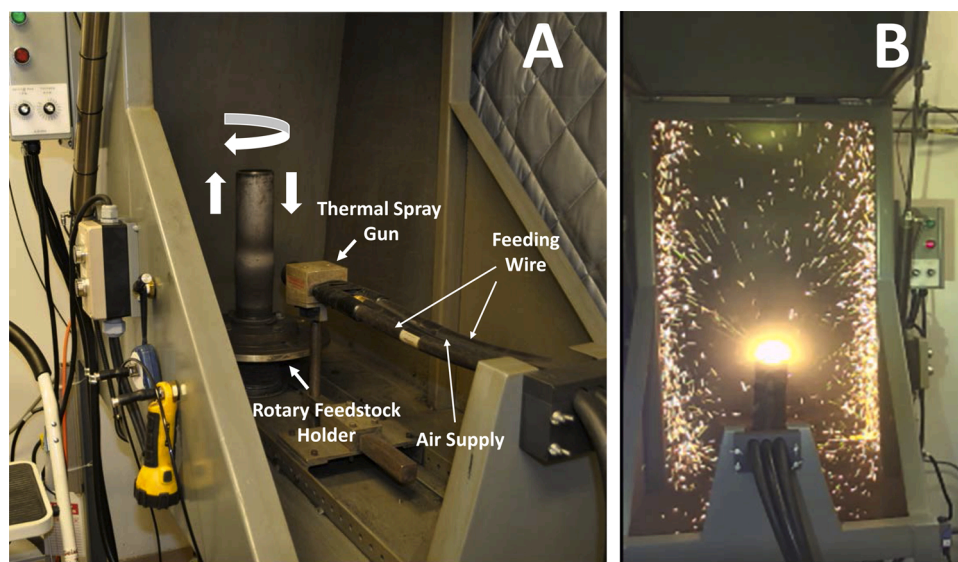 A
B
Thermal Spray
Gun
Feeding
Wire
Rotary Feedstock
Holder
Air Supply